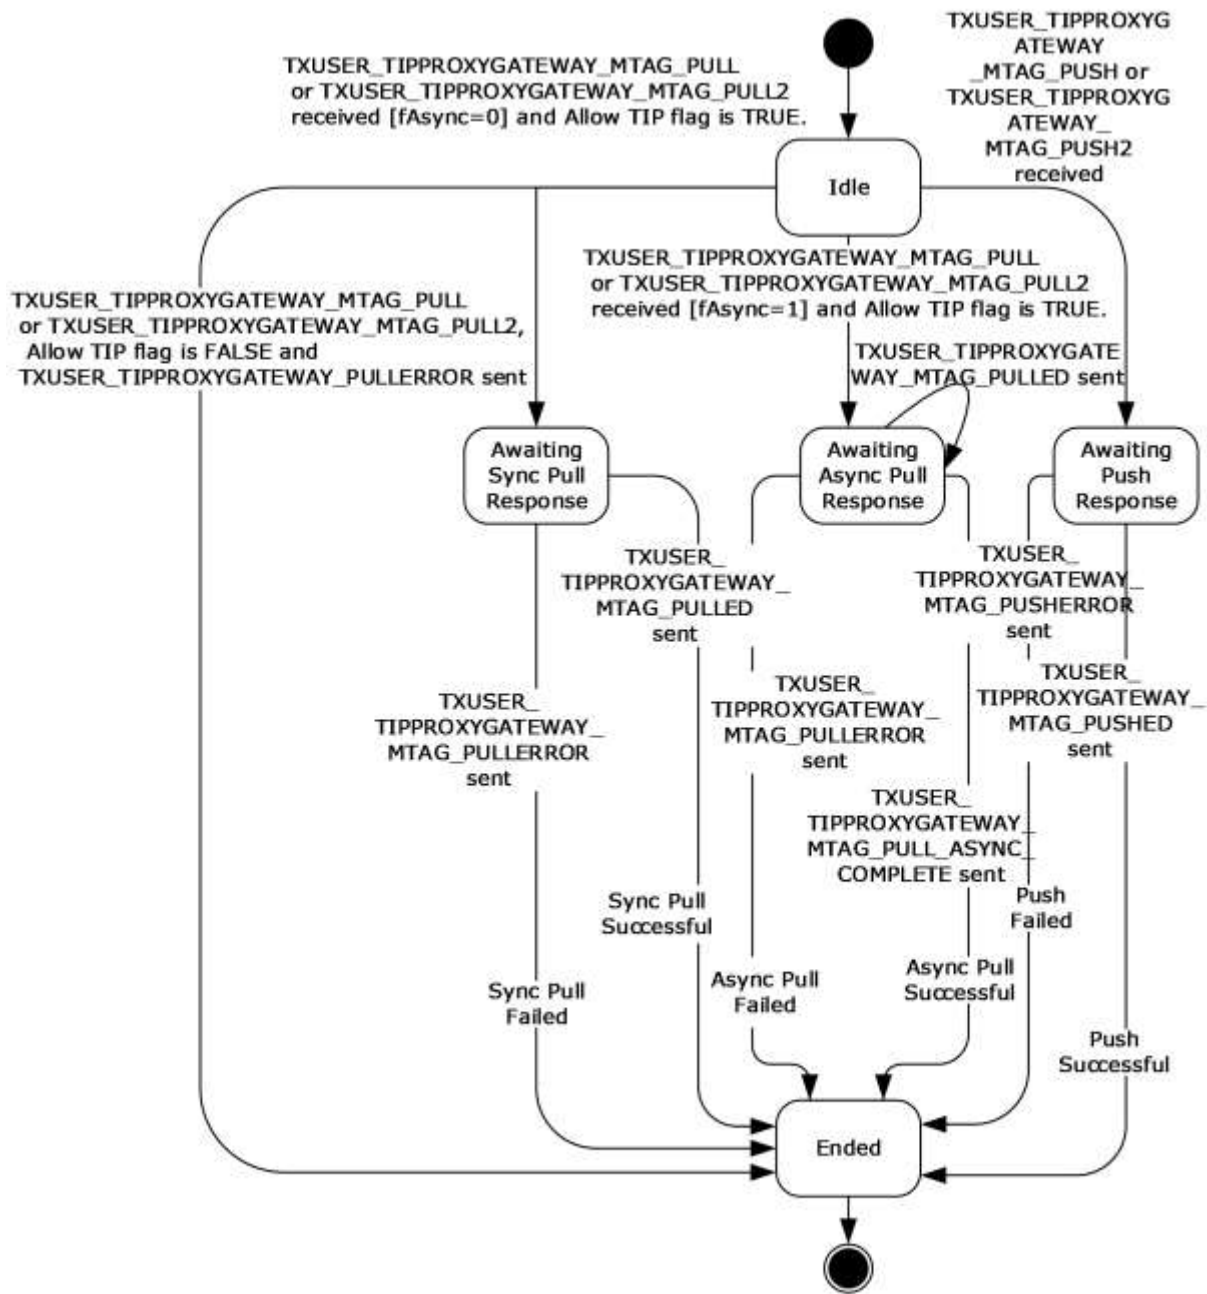 TXUSER_TIPPROXYG
ATEWAY
_MTAG_PUSH or
TXUSER_TIPPROXYG
ATEWAY_
MTAG_PUSH2
received
TXUSER_TIPPROXYGATEWAY_MTAG_PULL
or TXUSER_TIPPROXYGATEWAY_MTAG_PULL2
received [fAsync=0] and Allow TIP flag is TRUE.
Idle
TXUSER_TIPPROXYGATEWAY_MTAG_PULL
or TXUSER_TIPPROXYGATEWAY_MTAG_PULL2
received [fAsync=1] and Allow TIP flag is TRUE.
TXUSER_TIPPROXYGATEWAY_MTAG_PULL
or TXUSER_TIPPROXYGATEWAY_MTAG_PULL2,
Allow TIP flag is FALSE and
TXUSER_TIPPROXYGATEWAY_PULLERROR sent
TXUSER_TIPPROXYGATE
WAY_MTAG_PULLED sent
Awaiting
Sync Pull
Response
Awaiting
Async Pull
Response
Awaiting
Push
Response
TXUSER_
TIPPROXYGATEWAY_
MTAG_PULLED
sent
TXUSER_
TIPPROXYGATEWAY_
MTAG_PUSHERROR
sent
TXUSER_
TIPPROXYGATEWAY_
MTAG_PULLERROR
sent
TXUSER_
TIPPROXYGATEWAY_
MTAG_PULLERROR
sent
TXUSER_
TIPPROXYGATEWAY_
MTAG_PUSHED
sent
TXUSER_
TIPPROXYGATEWAY_
MTAG_PULL_ASYNC_
COMPLETE sent
Sync Pull
Successful
Push
Failed
Sync Pull
Failed
Async Pull
Failed
Async Pull
Successful
Push
Successful
Ended